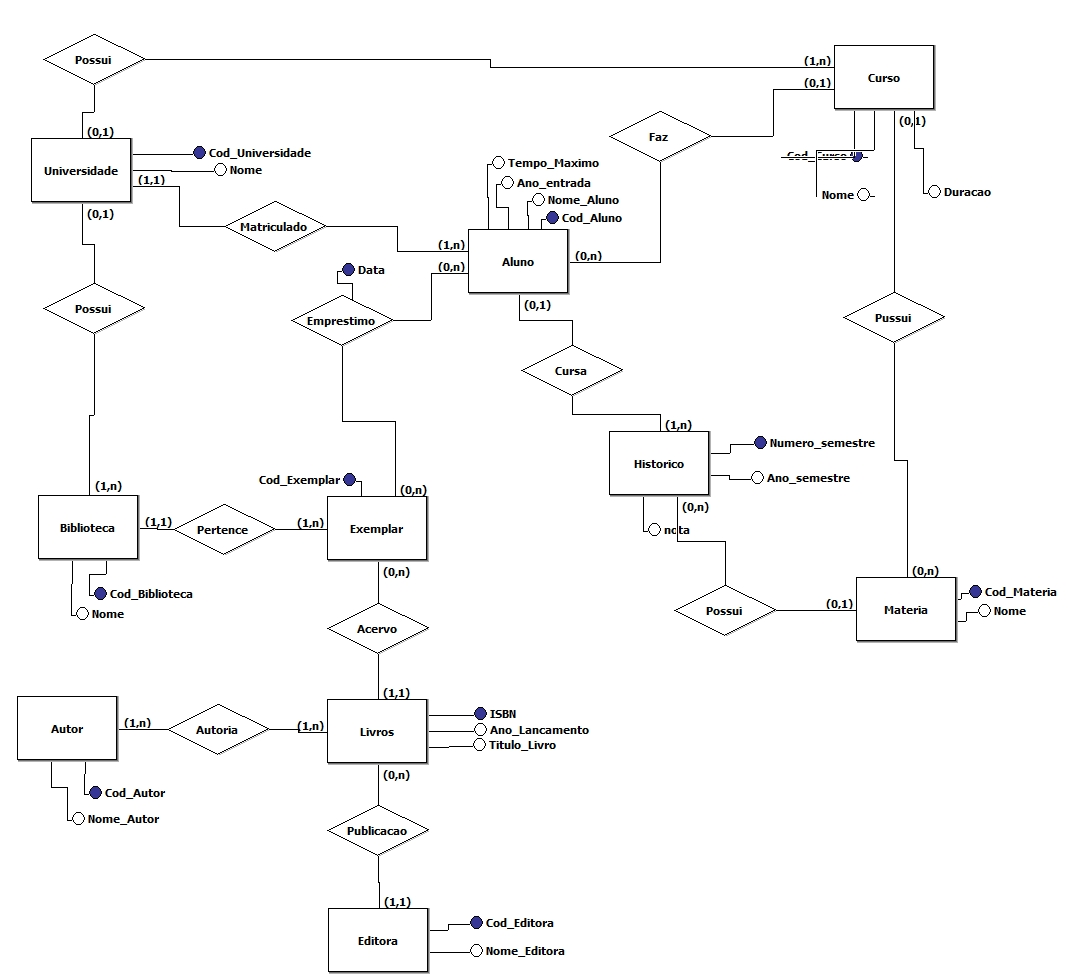 Possui
(1,n)
Curso
(0,1)
(0,1)
Faz
(0,1)
Universidade
Cod_Universidade
Nome
(1,1)
(0,1)
Matriculado
Tempo_Maximo
Ano_entrada
Nome_Aluno
Cod_Aluno
(1,n)
(0,n)
Aluno
(0,n)
(0,1)
Nome
Duracao
Data
Emprestimo
Possui
Pussui
Cursa
(1,n)
Historico
Numero_semestre
Ano_semestre
(0,n)
nota
(1,n)
Biblioteca
(1,1)
Pertence
(1,n)
Cod_Exemplar
(0,n)
Exemplar
(0,n)
Cod_Biblioteca
Nome
Possui
(0,1)
(0,n)
Materia
Cod_Materia
Nome
Acervo
(1,1)
Autor
(1,n)
Autoria
(1,n)
Livros
ISBN
Ano_Lancamento
Titulo_Livro
(0,n)
Cod_Autor
Nome_Autor
Publicacao
(1,1)
Editora
Cod_Editora
Nome_Editora